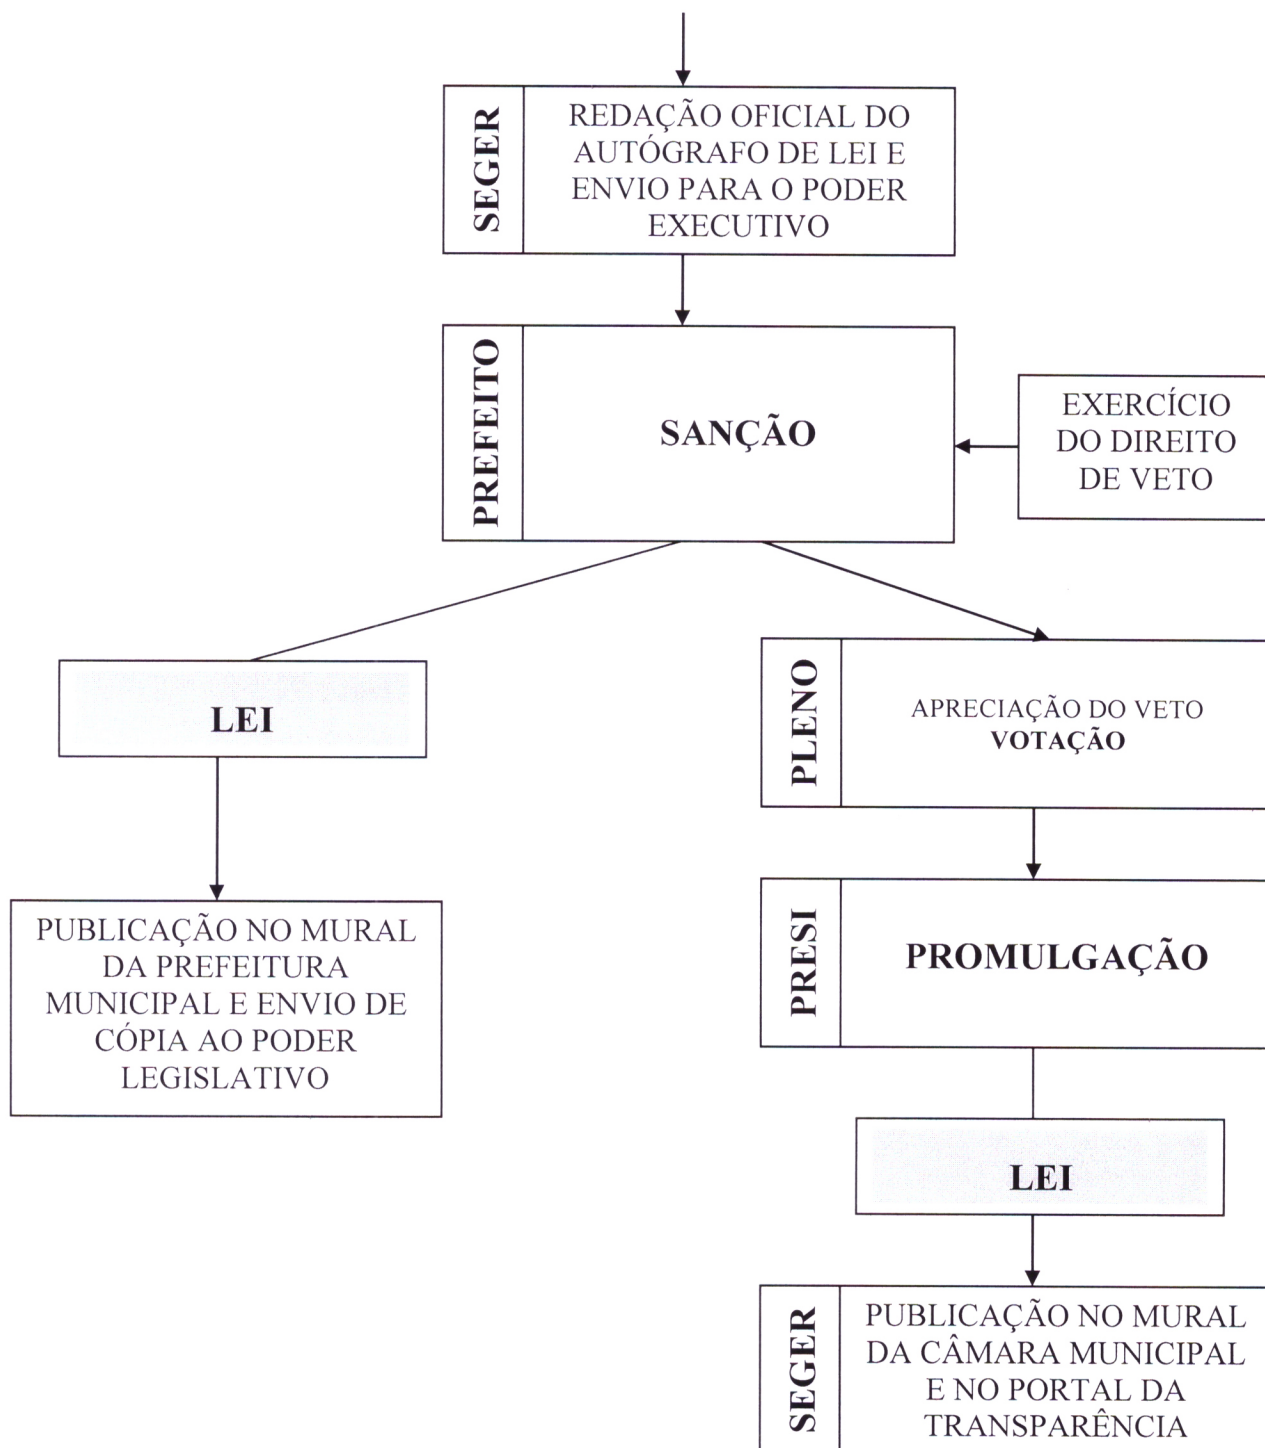 SEGER
REDAÇÃO OFICIAL DO
AUTÓGRAFO DE LEI E
ENVIO PARA O PODER
EXECUTIVO
PREFEITO
SANÇÃO
EXERCÍCIO
DO DIREITO
DE VETO
LEI
PLENO
APRECIAÇÃO DO VETO
VOTAÇÃO
PUBLICAÇÃO NO MURAL
DA PREFEITURA
MUNICIPAL E ENVIO DE
CÓPIA AO PODER
LEGISLATIVO
PRESI
PROMULGAÇÃO
LEI
SEGER
PUBLICAÇÃO NO MURAL
DA CÂMARA MUNICIPAL
E NO PORTAL DA
TRANSPARÊNCIA